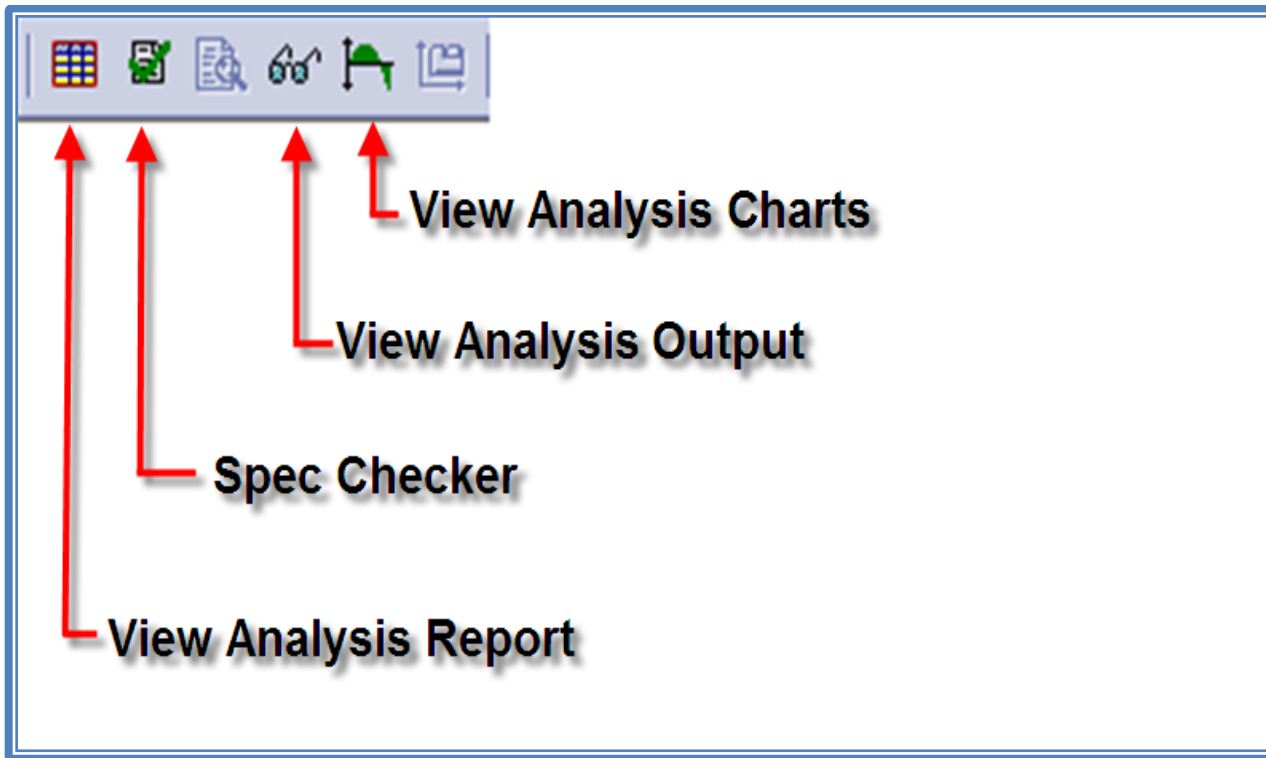 View Analysis Charts
View Analysis Output
Spec Checker
View Analysis Report